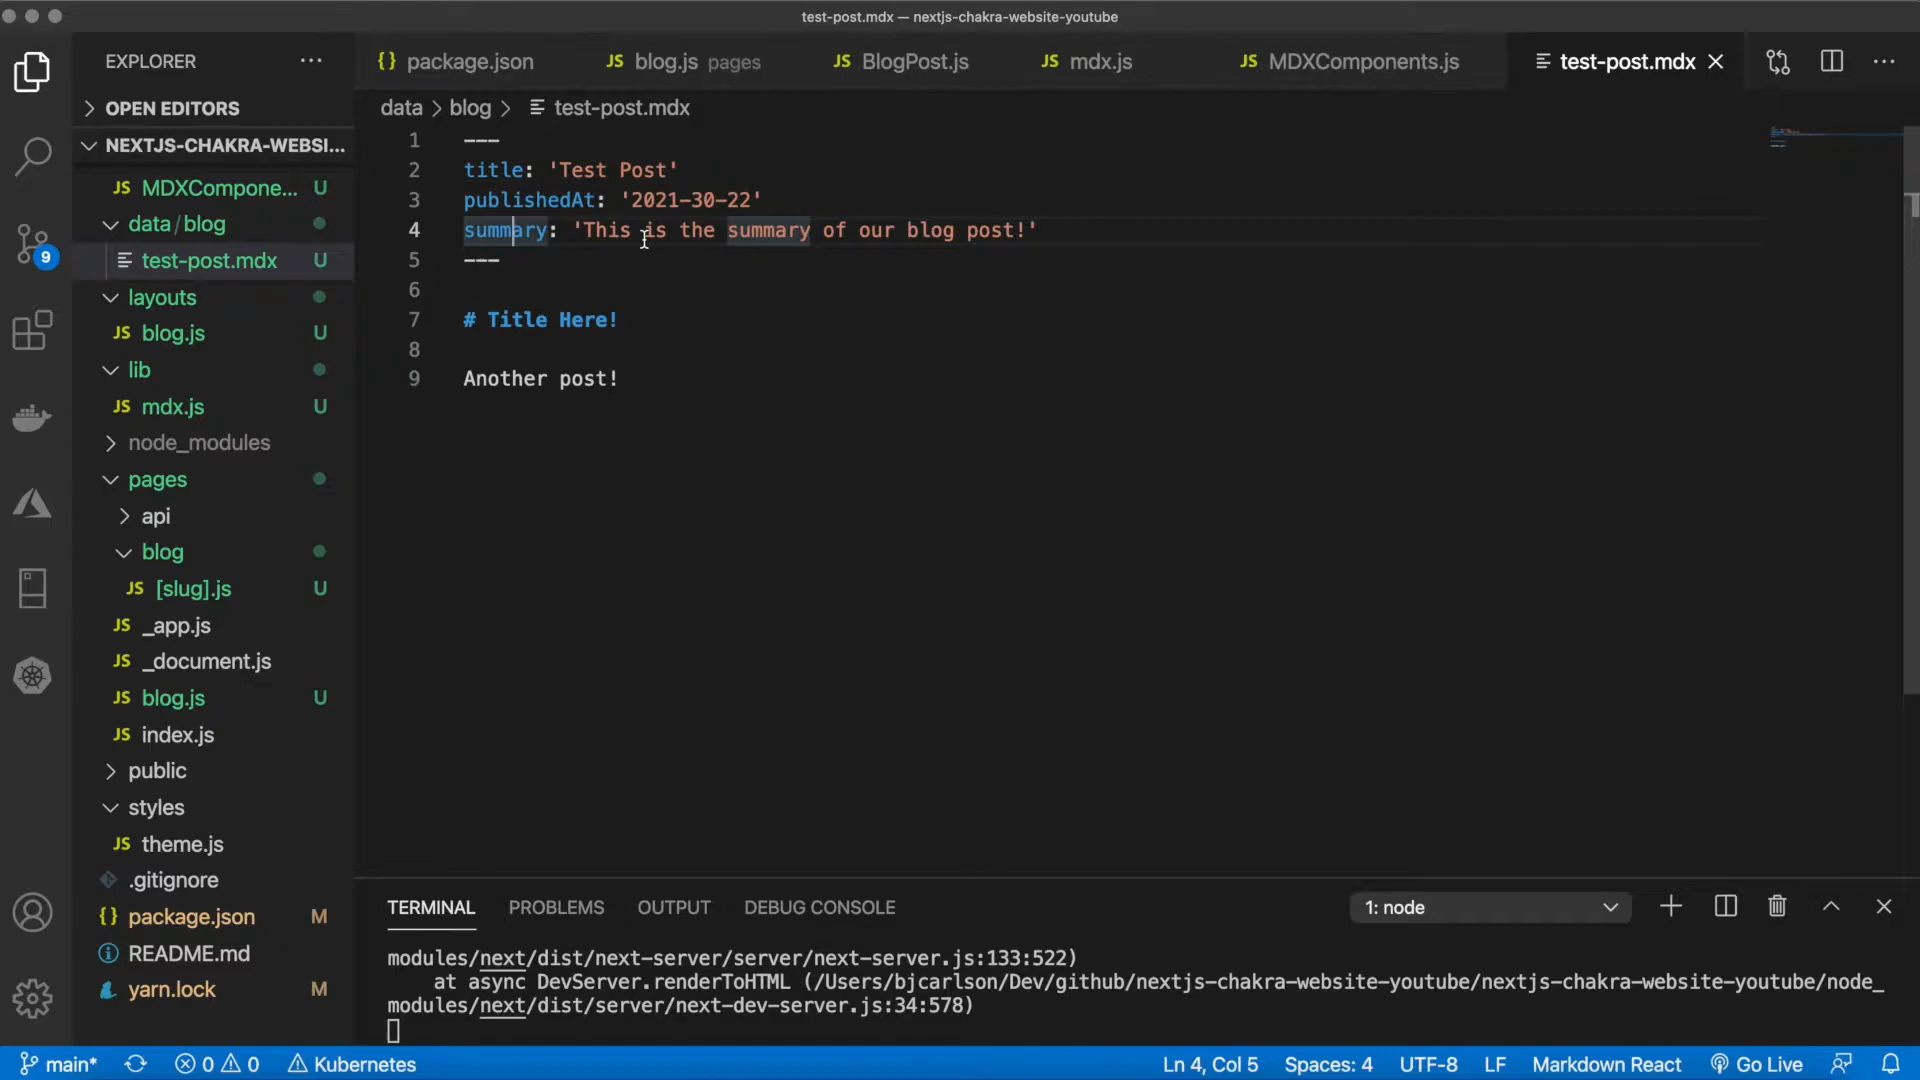 test-post.mdx — nextjs-chakra-website-youtube
EXPLORER
OPEN EDITORS
NEXTJS-CHAKRA-WEBSI...
JS MDXCompone... U
data/blog
test-post.mdx U
layouts
JS blog.js U
lib
JS mdx.js U
node_modules
pages
api
blog
JS [slug].js U
JS _app.js
JS _document.js
JS blog.js U
JS index.js
public
styles
JS theme.js
.gitignore
{} package.json M
README.md
yarn.lock M
9
{} package.json JS blog.js pages JS BlogPost.js JS mdx.js JS MDXComponents.js test-post.mdx
data > blog > test-post.mdx
1 ---
2 title: 'Test Post'
3 publishedAt: '2021-30-22'
4 summary: 'This is the summary of our blog post!'
5 ---
6
7 # Title Here!
8
9 Another post!
TERMINAL PROBLEMS OUTPUT DEBUG CONSOLE 1: node
modules/next/dist/next-server/server/next-server.js:133:522)
at async DevServer.renderToHTML (/Users/bjcarlson/Dev/github/nextjs-chakra-website-youtube/nextjs-chakra-website-youtube/node_
modules/next/dist/server/next-dev-server.js:34:578)
main* 0 0 Kubernetes Ln 4, Col 5 Spaces: 4 UTF-8 LF Markdown React Go Live